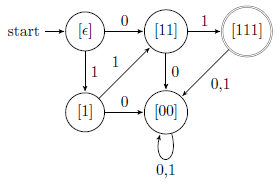 start [ϵ] 0 [11] 1 [111]
1 1 0 0,1
[1] 0 [00]
0,1